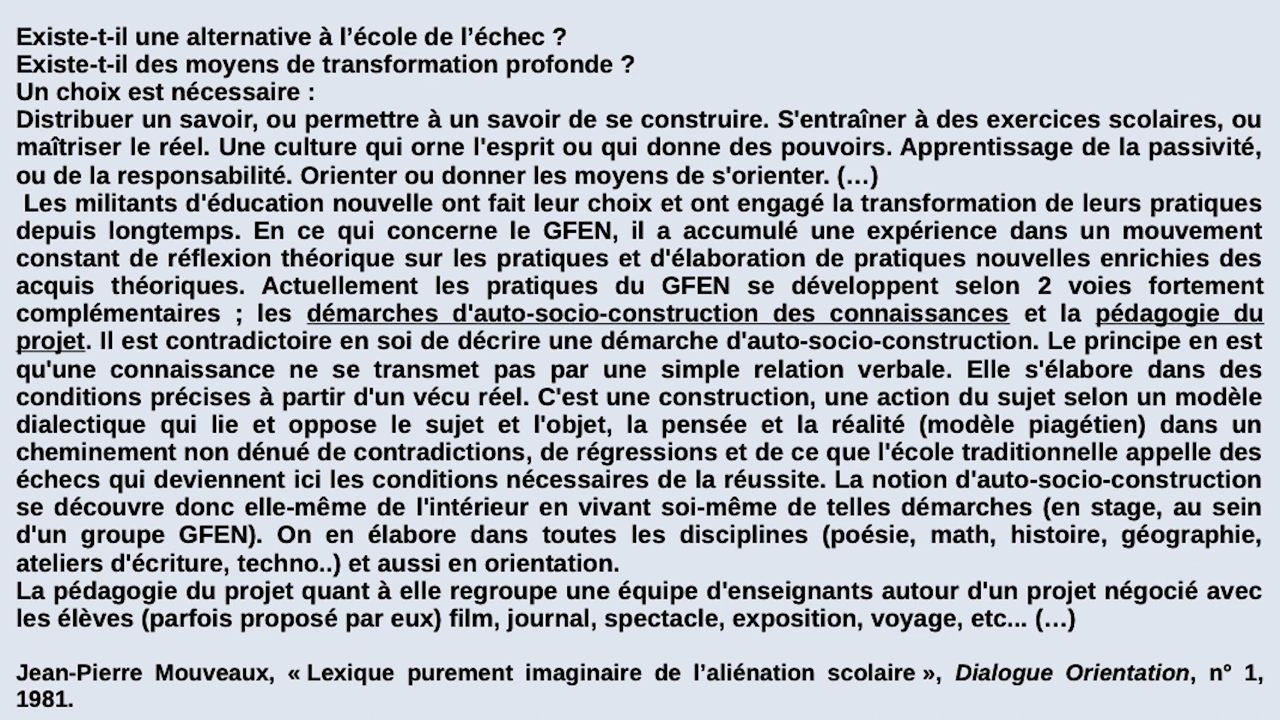 Existe-t-il une alternative à l’école de l’échec ?
Existe-t-il des moyens de transformation profonde ?
Un choix est nécessaire :
Distribuer un savoir, ou permettre à un savoir de se construire. S'entraîner à des exercices scolaires, ou
maîtriser le réel. Une culture qui orne l'esprit ou qui donne des pouvoirs. Apprentissage de la passivité,
ou de la responsabilité. Orienter ou donner les moyens de s'orienter. (…)
Les militants d'éducation nouvelle ont fait leur choix et ont engagé la transformation de leurs pratiques
depuis longtemps. En ce qui concerne le GFEN, il a accumulé une expérience dans un mouvement
constant de réflexion théorique sur les pratiques et d'élaboration de pratiques nouvelles enrichies des
acquis théoriques. Actuellement les pratiques du GFEN se développent selon 2 voies fortement
complémentaires ; les démarches d'auto-socio-construction des connaissances et la pédagogie du
projet. Il est contradictoire en soi de décrire une démarche d'auto-socio-construction. Le principe en est
qu'une connaissance ne se transmet pas par une simple relation verbale. Elle s'élabore dans des
conditions précises à partir d'un vécu réel. C'est une construction, une action du sujet selon un modèle
dialectique qui lie et oppose le sujet et l'objet, la pensée et la réalité (modèle piagétien) dans un
cheminement non dénué de contradictions, de régressions et de ce que l'école traditionnelle appelle des
échecs qui deviennent ici les conditions nécessaires de la réussite. La notion d'auto-socio-construction
se découvre donc elle-même de l'intérieur en vivant soi-même de telles démarches (en stage, au sein
d'un groupe GFEN). On en élabore dans toutes les disciplines (poésie, math, histoire, géographie,
ateliers d'écriture, techno..) et aussi en orientation.
La pédagogie du projet quant à elle regroupe une équipe d'enseignants autour d'un projet négocié avec
les élèves (parfois proposé par eux) film, journal, spectacle, exposition, voyage, etc... (…)
Jean-Pierre Mouveaux, « Lexique purement imaginaire de l’aliénation scolaire », Dialogue Orientation, n° 1,
1981.